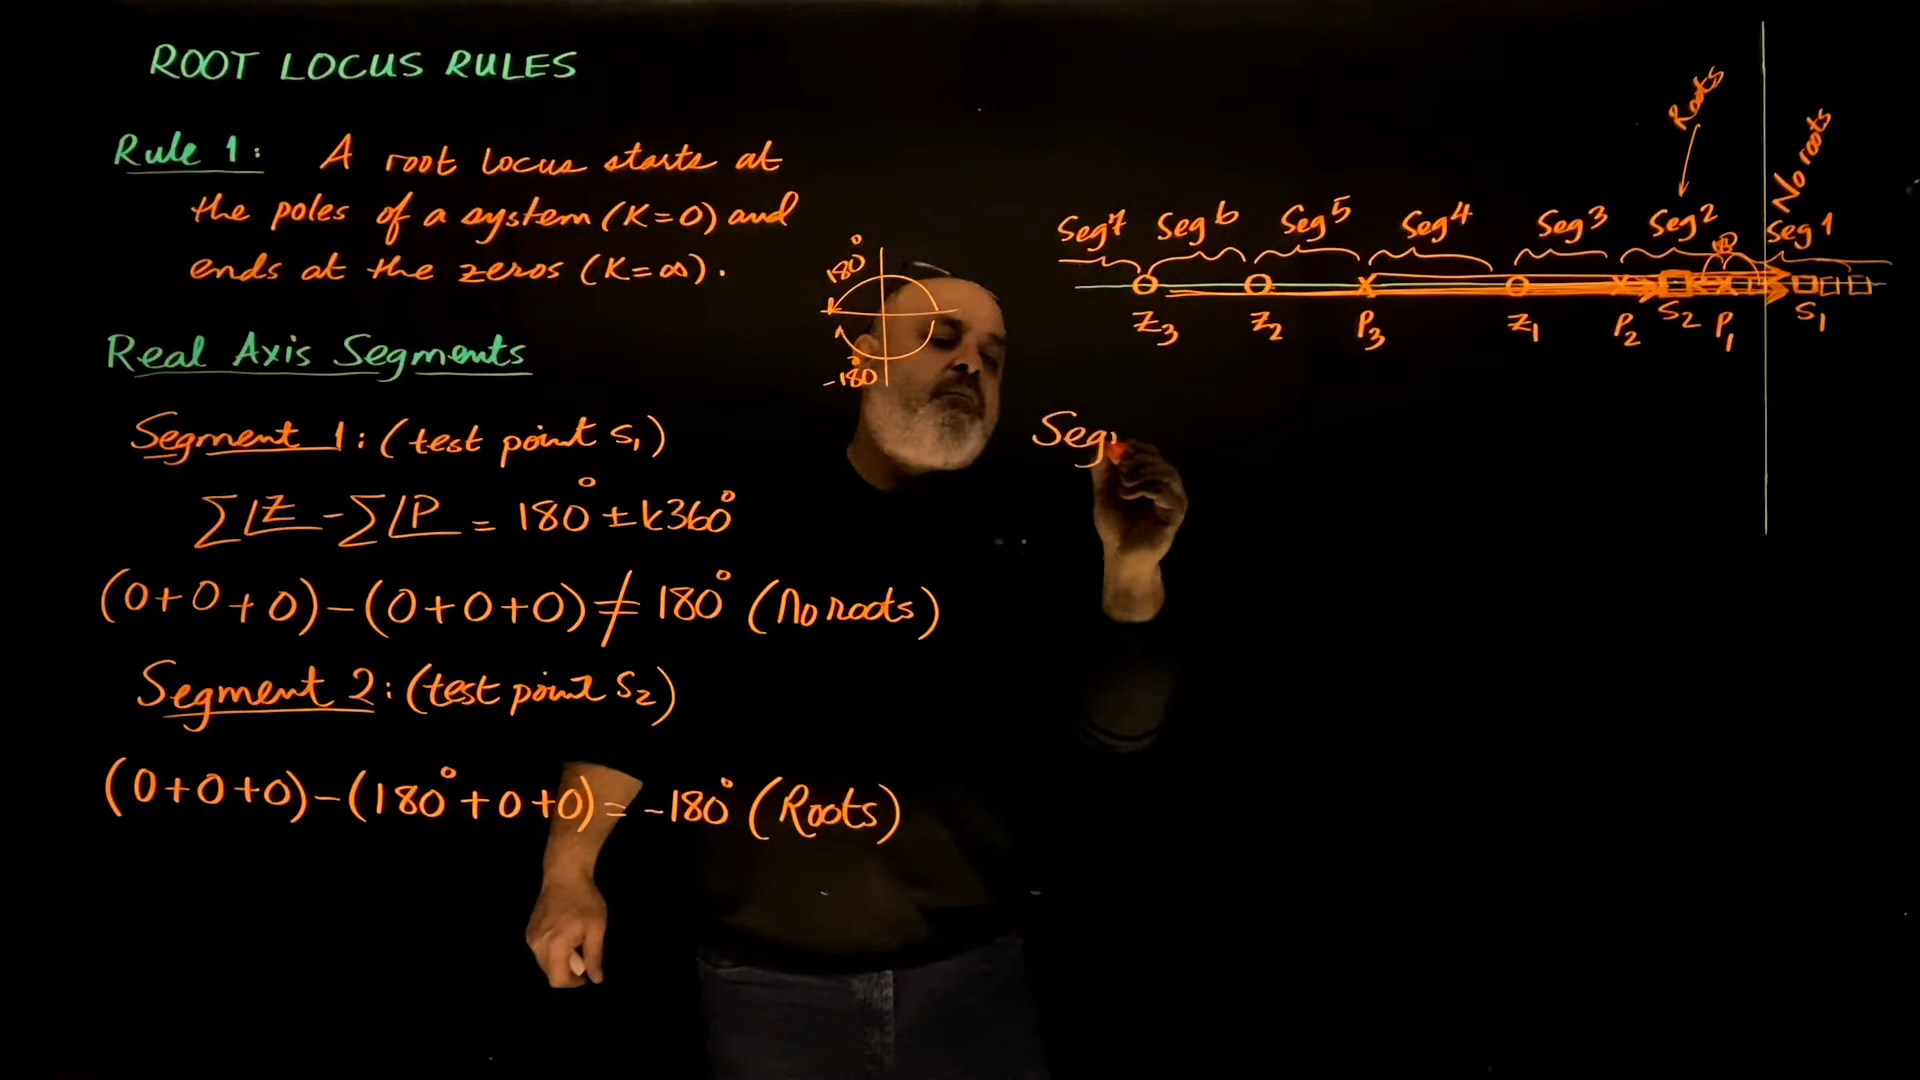 ROOT LOCUS RULES
Rule 1: A root locus starts at
the poles of a system (K=0) and
ends at the zeros (K=∞).
180°
-180°
Real Axis Segments
Segment 1: (test point S₁)
∑∠Z - ∑∠P = 180° ± k360°
(0+0+0)-(0+0+0) ≠ 180° (No roots)
Segment 2: (test point S₂)
(0+0+0)-(180°+0+0) = -180° (Roots)
Roots
No roots
Seg7 Seg6 Seg5 Seg4 Seg3 Seg2 Seg1
Z₃ Z₂ P₃ Z₁ P₂ S₂ P₁ S₁
Seg